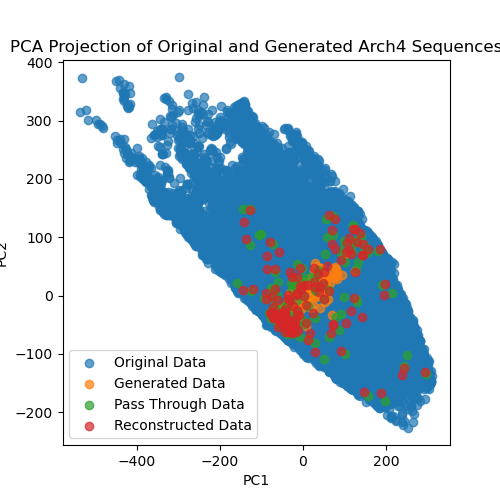 PCA Projection of Original and Generated Arch4 Sequences
400
300
200
100
0
−100
−200
PC2
Original Data
Generated Data
Pass Through Data
Reconstructed Data
−400
−200
0
200
PC1